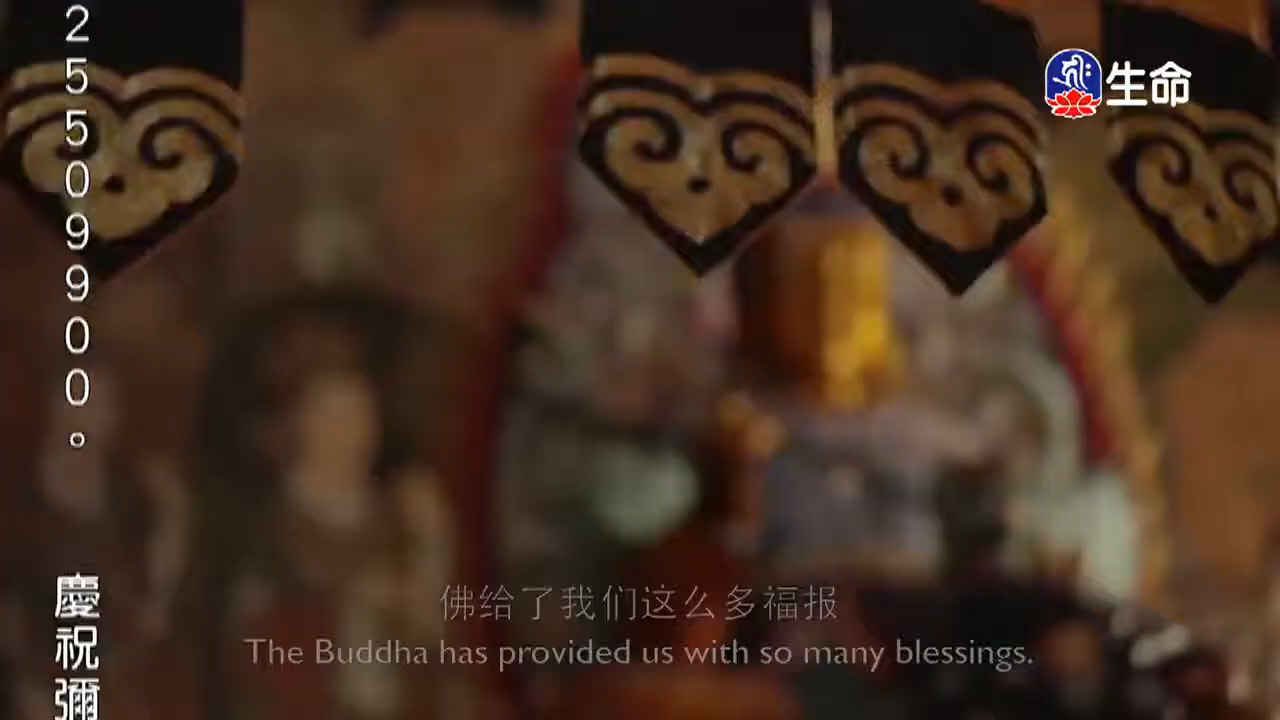 25509900。
慶祝彌
生命
佛给了我们这么多福报
The Buddha has provided us with so many blessings.